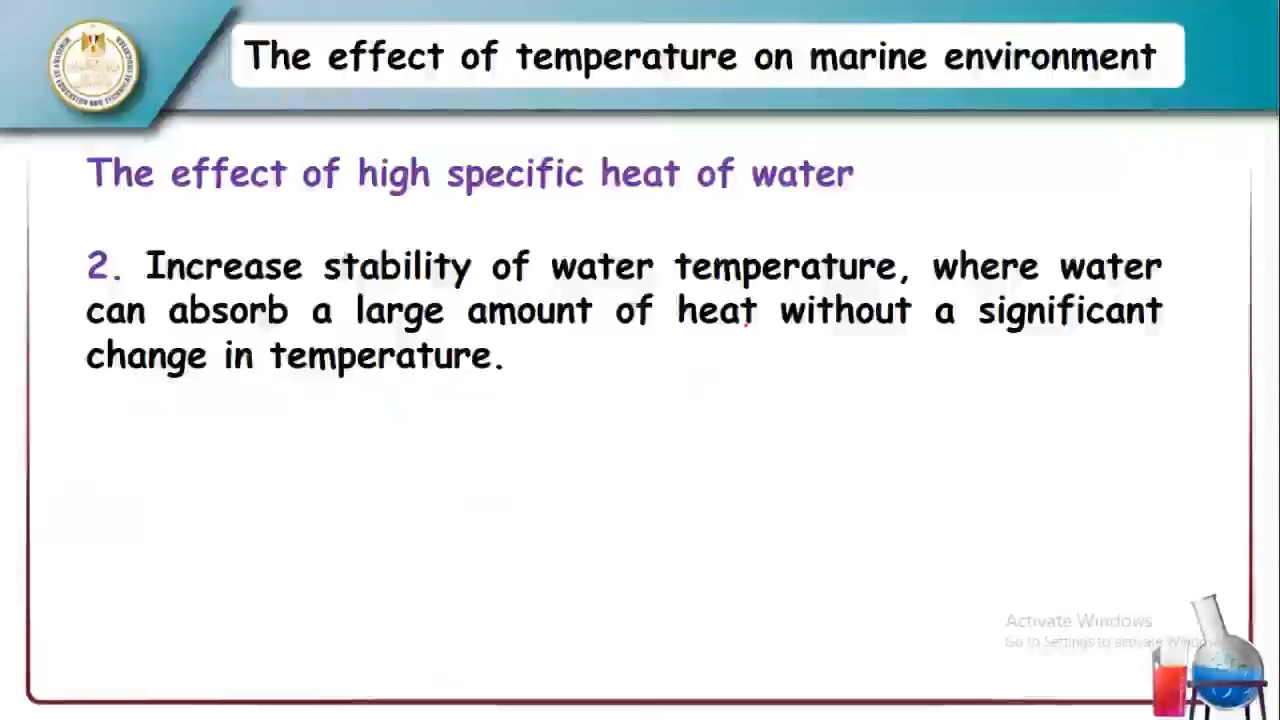 The effect of temperature on marine environment
The effect of high specific heat of water
2. Increase stability of water temperature, where water
can absorb a large amount of heat without a significant
change in temperature.
Activate Windows
Go to Settings to activate Windows